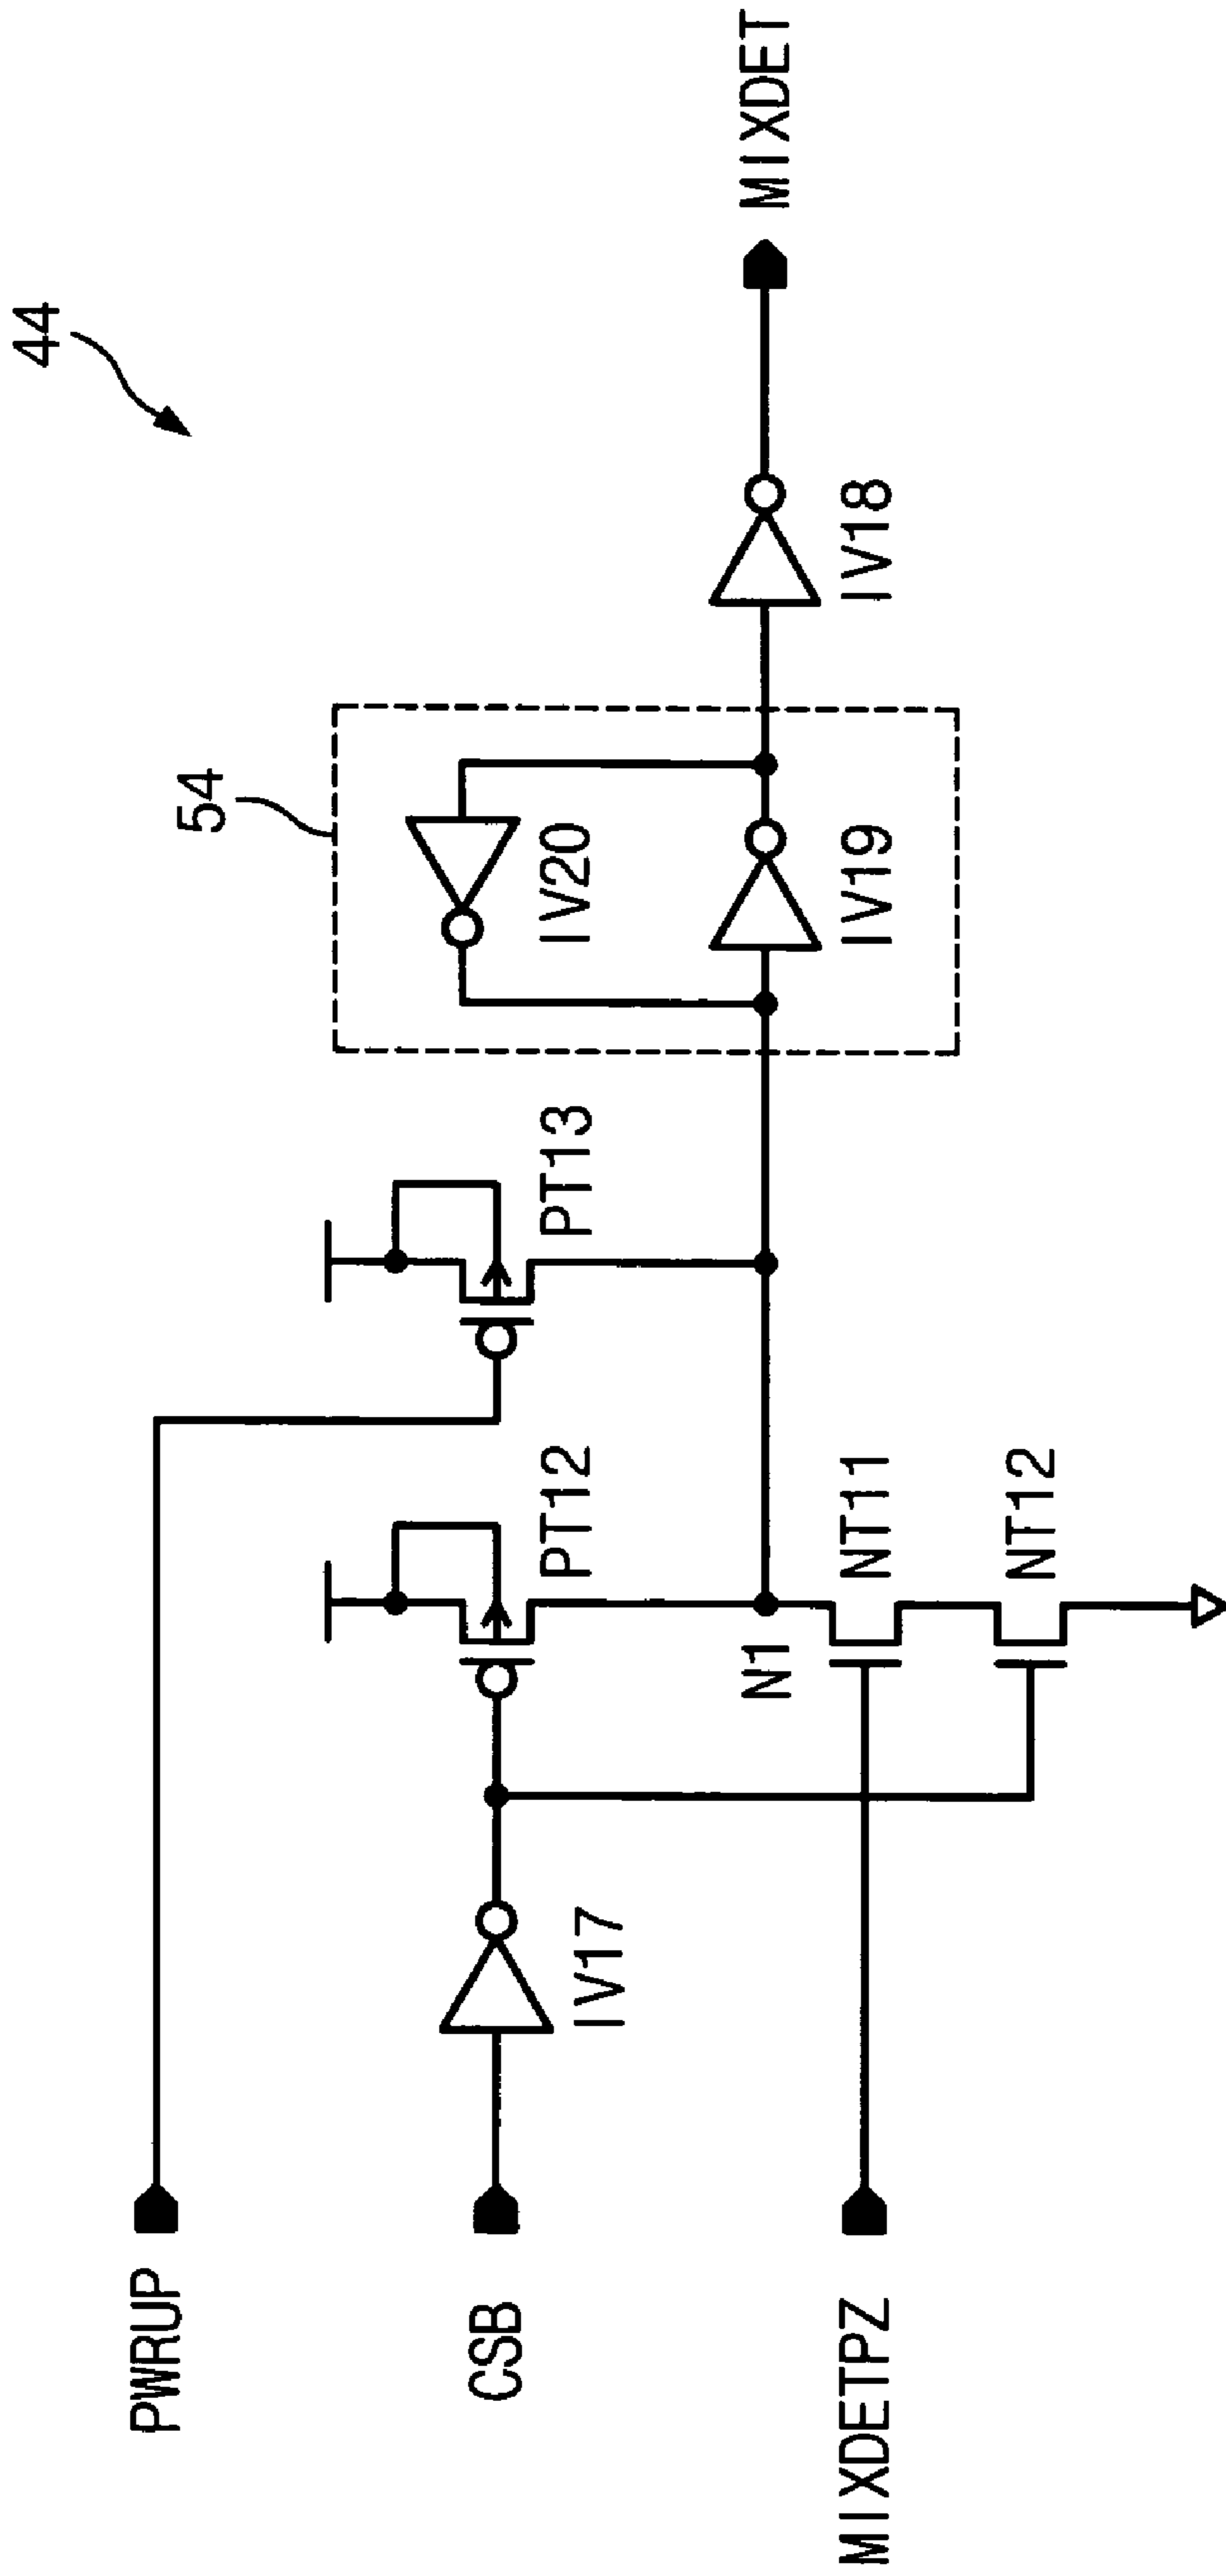 44
54
PWRUP
CSB
MIXDETPZ
IV17
PT12
PT13
N1
NT11
NT12
IV20
IV19
IV18
MIXDET